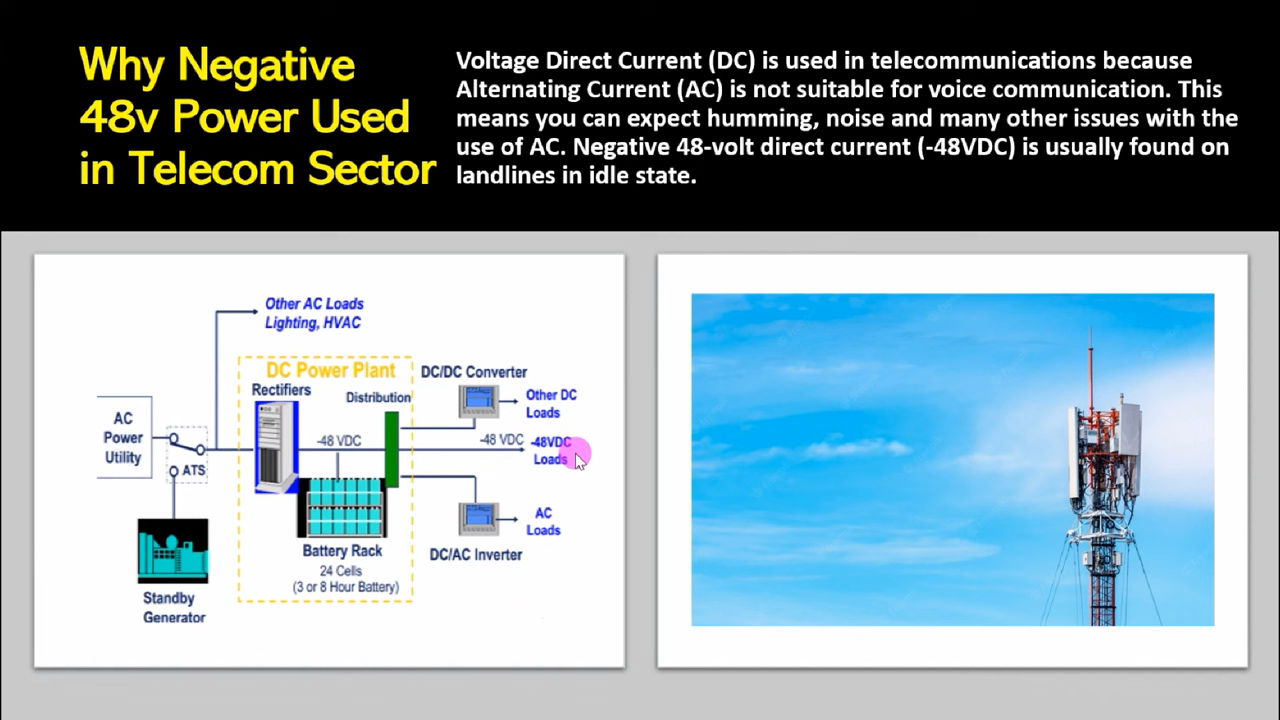 Why Negative
48v Power Used
in Telecom Sector
Voltage Direct Current (DC) is used in telecommunications because
Alternating Current (AC) is not suitable for voice communication. This
means you can expect humming, noise and many other issues with the
use of AC. Negative 48-volt direct current (-48VDC) is usually found on
landlines in idle state.
Other AC Loads
Lighting, HVAC
DC Power Plant
Rectifiers
Distribution
DC/DC Converter
Other DC
Loads
AC
Power
Utility
ATS
-48 VDC
-48 VDC
-48VDC
Loads
AC
Loads
DC/AC Inverter
Battery Rack
24 Cells
(3 or 8 Hour Battery)
Standby
Generator